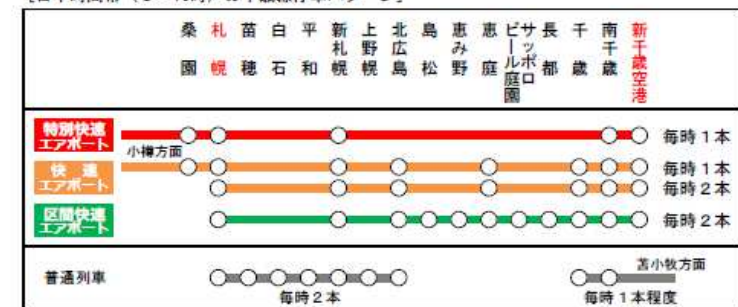 桑園
札幌
苗穂
白石
平和
新札幌
上野幌
北広島
島松
恵み野
恵庭
サッポロビール庭園
長都
千歳
南千歳
新千歳空港
特別快速
エアポート
毎時1本
小樽方面
快速
エアポート
毎時1本
毎時2本
区間快速
エアポート
毎時2本
普通列車
毎時2本
苫小牧方面
毎時1本程度